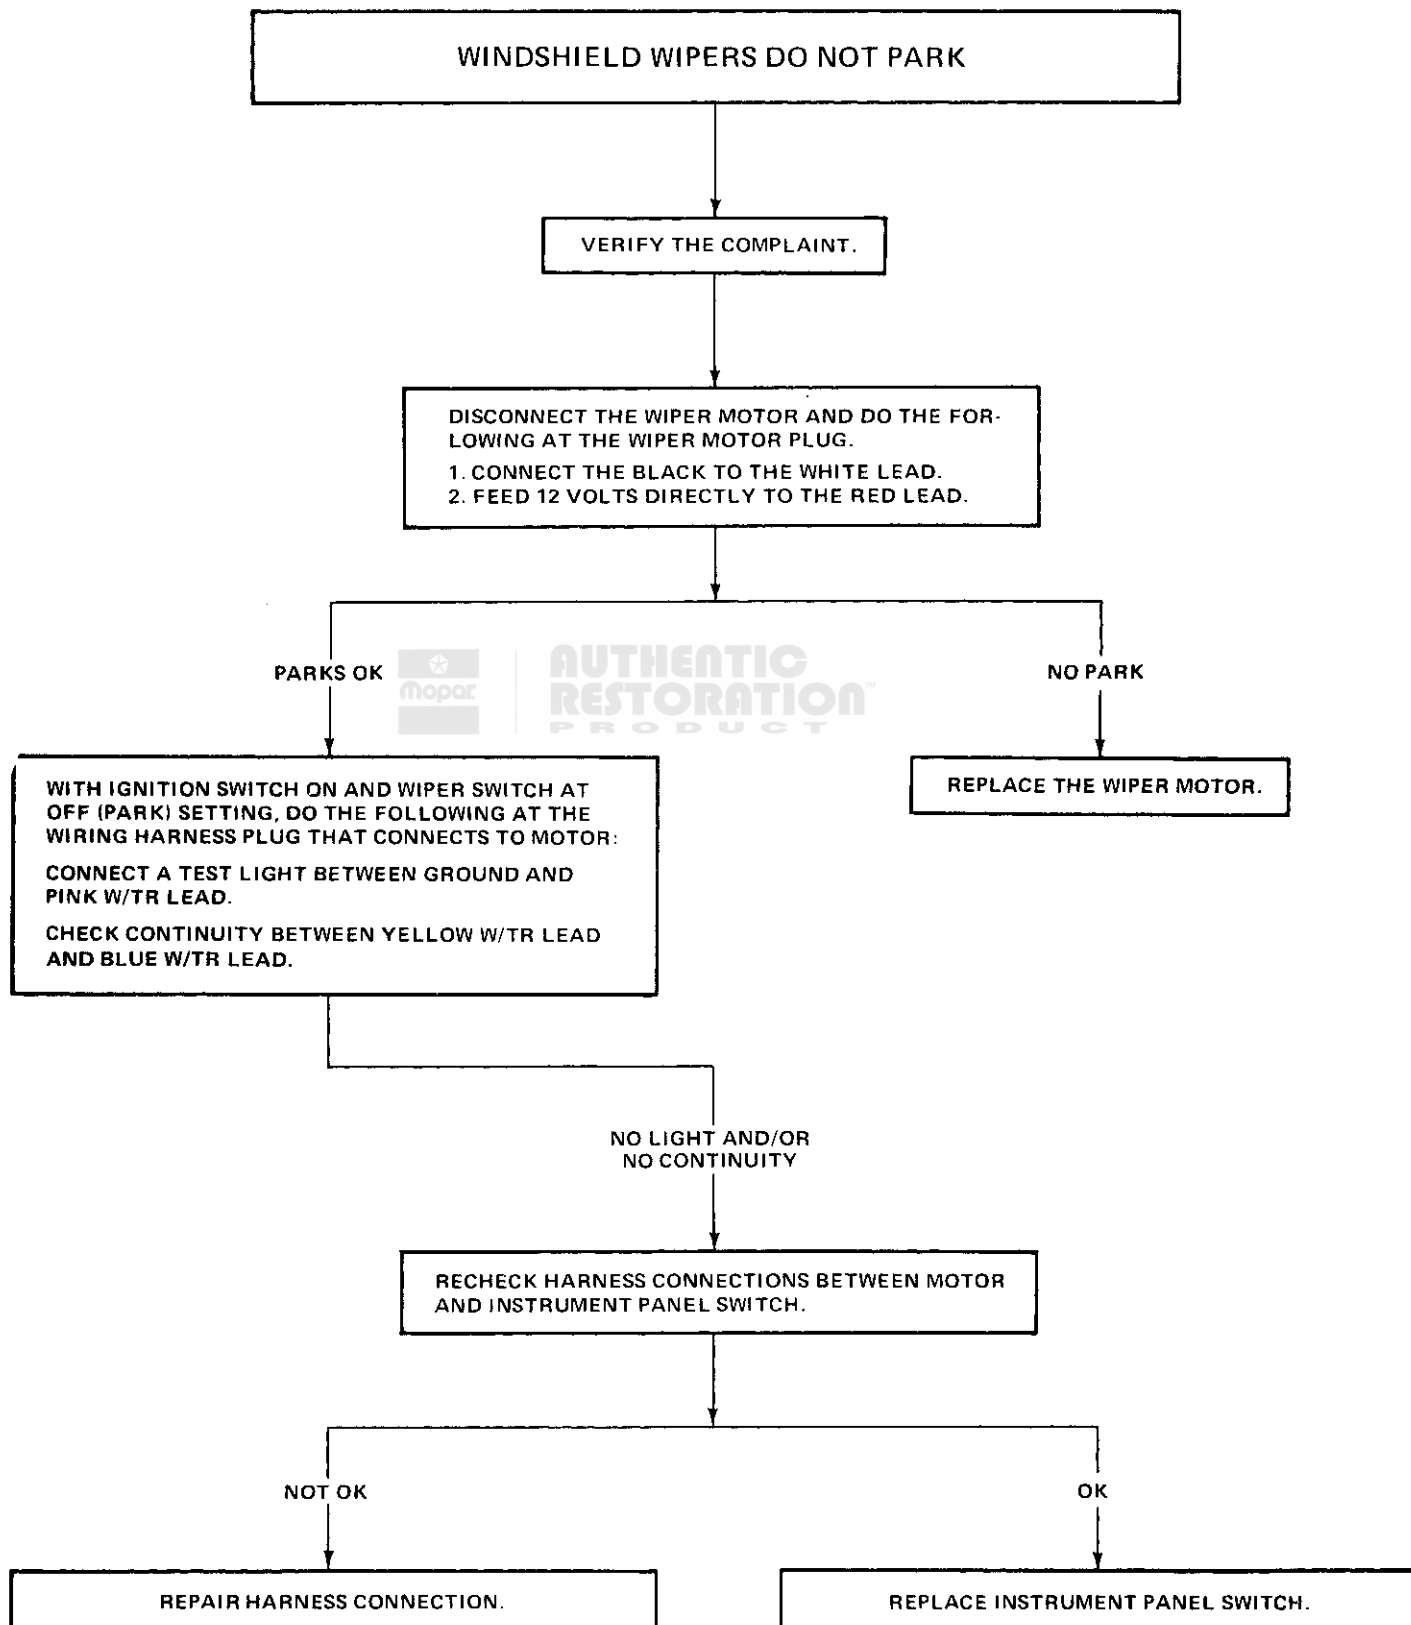 WINDSHIELD WIPERS DO NOT PARK
VERIFY THE COMPLAINT.
DISCONNECT THE WIPER MOTOR AND DO THE FOR-
LOWING AT THE WIPER MOTOR PLUG.
1. CONNECT THE BLACK TO THE WHITE LEAD.
2. FEED 12 VOLTS DIRECTLY TO THE RED LEAD.
PARKS OK
Mopar
AUTHENTIC
RESTORATION™
PRODUCT
NO PARK
WITH IGNITION SWITCH ON AND WIPER SWITCH AT
OFF (PARK) SETTING, DO THE FOLLOWING AT THE
WIRING HARNESS PLUG THAT CONNECTS TO MOTOR:
CONNECT A TEST LIGHT BETWEEN GROUND AND
PINK W/TR LEAD.
CHECK CONTINUITY BETWEEN YELLOW W/TR LEAD
AND BLUE W/TR LEAD.
REPLACE THE WIPER MOTOR.
NO LIGHT AND/OR
NO CONTINUITY
RECHECK HARNESS CONNECTIONS BETWEEN MOTOR
AND INSTRUMENT PANEL SWITCH.
NOT OK
OK
REPAIR HARNESS CONNECTION.
REPLACE INSTRUMENT PANEL SWITCH.